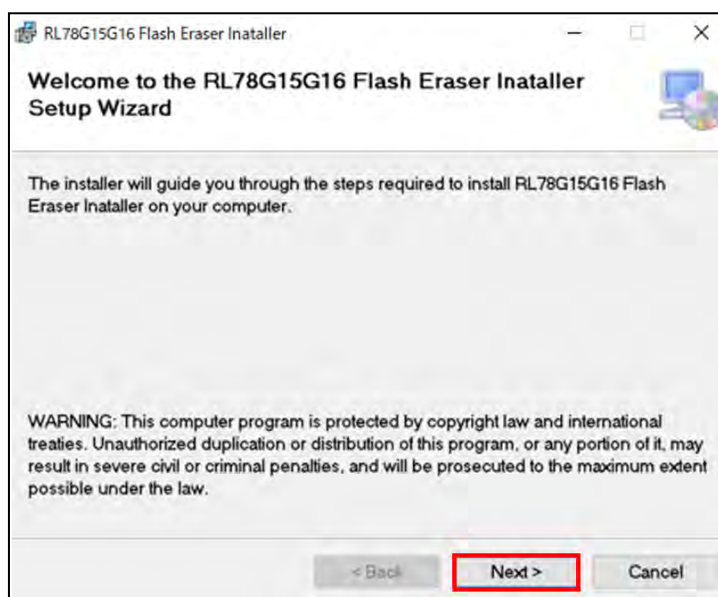 RL78G15G16 Flash Eraser Inataller
Welcome to the RL78G15G16 Flash Eraser Inataller
Setup Wizard
The installer will guide you through the steps required to install RL78G15G16 Flash
Eraser Inataller on your computer.
WARNING: This computer program is protected by copyright law and international
treaties. Unauthorized duplication or distribution of this program, or any portion of it, may
result in severe civil or criminal penalties, and will be prosecuted to the maximum extent
possible under the law.
< Back Next > Cancel